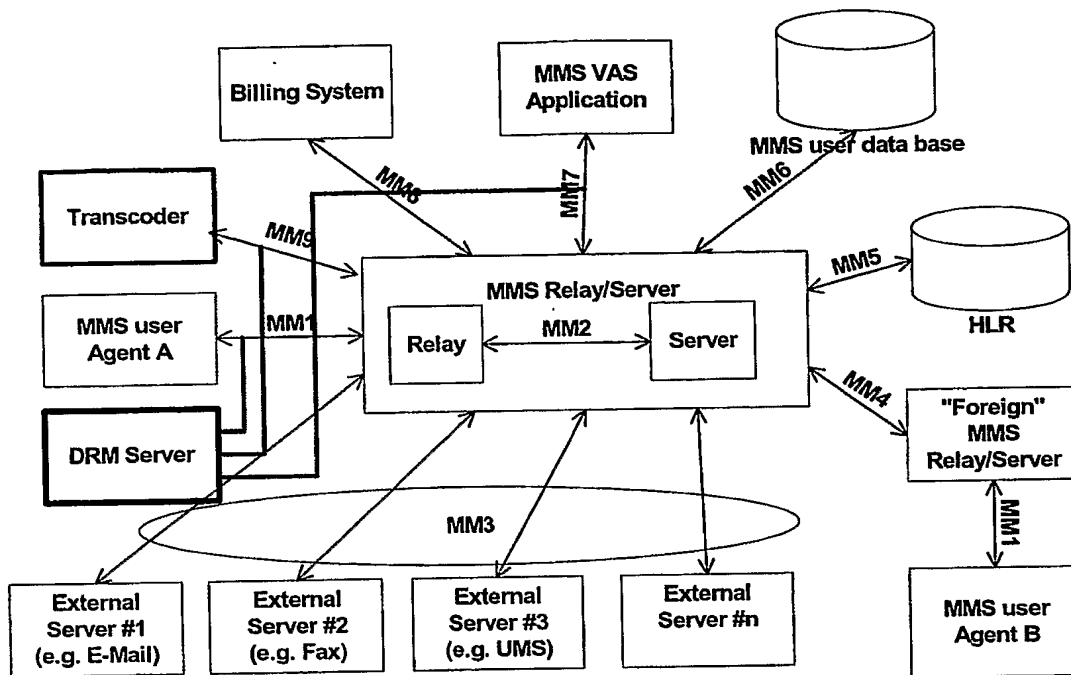 Billing System
MMS VAS
Application
MMS user data base
MM8
MM7
MM6
Transcoder
MM9
MM5
MMS Relay/Server
MMS user
Agent A
MM1
Relay
MM2
Server
HLR
MM4
DRM Server
"Foreign"
MMS
Relay/Server
MM3
MM1
External
Server #1
(e.g. E-Mail)
External
Server #2
(e.g. Fax)
External
Server #3
(e.g. UMS)
External
Server #n
MMS user
Agent B